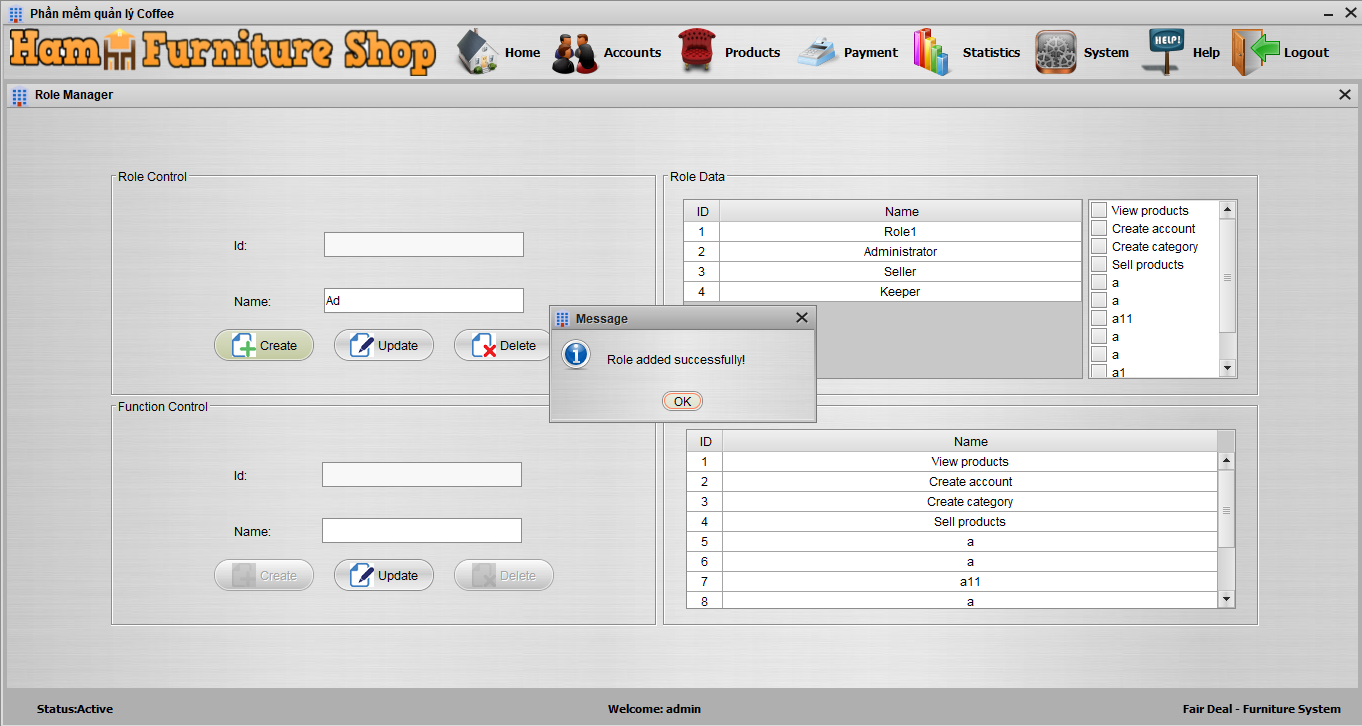 Phần mềm quản lý Coffee
Ham Furniture Shop
Home
Accounts
Products
Payment
Statistics
HELP!
System
Help
Logout
Role Manager
Role Control
Id:
Name:
Ad
Create
Update
Delete
Role Data
ID Name
1 Role1
2 Administrator
3 Seller
4 Keeper
View products
Create account
Create category
Sell products
a
a
a11
a
a
a1
Message
Role added successfully!
OK
Function Control
Id:
Name:
Create
Update
Delete
ID Name
1 View products
2 Create account
3 Create category
4 Sell products
5 a
6 a
7 a11
8 a
Status:Active
Welcome: admin
Fair Deal - Furniture System